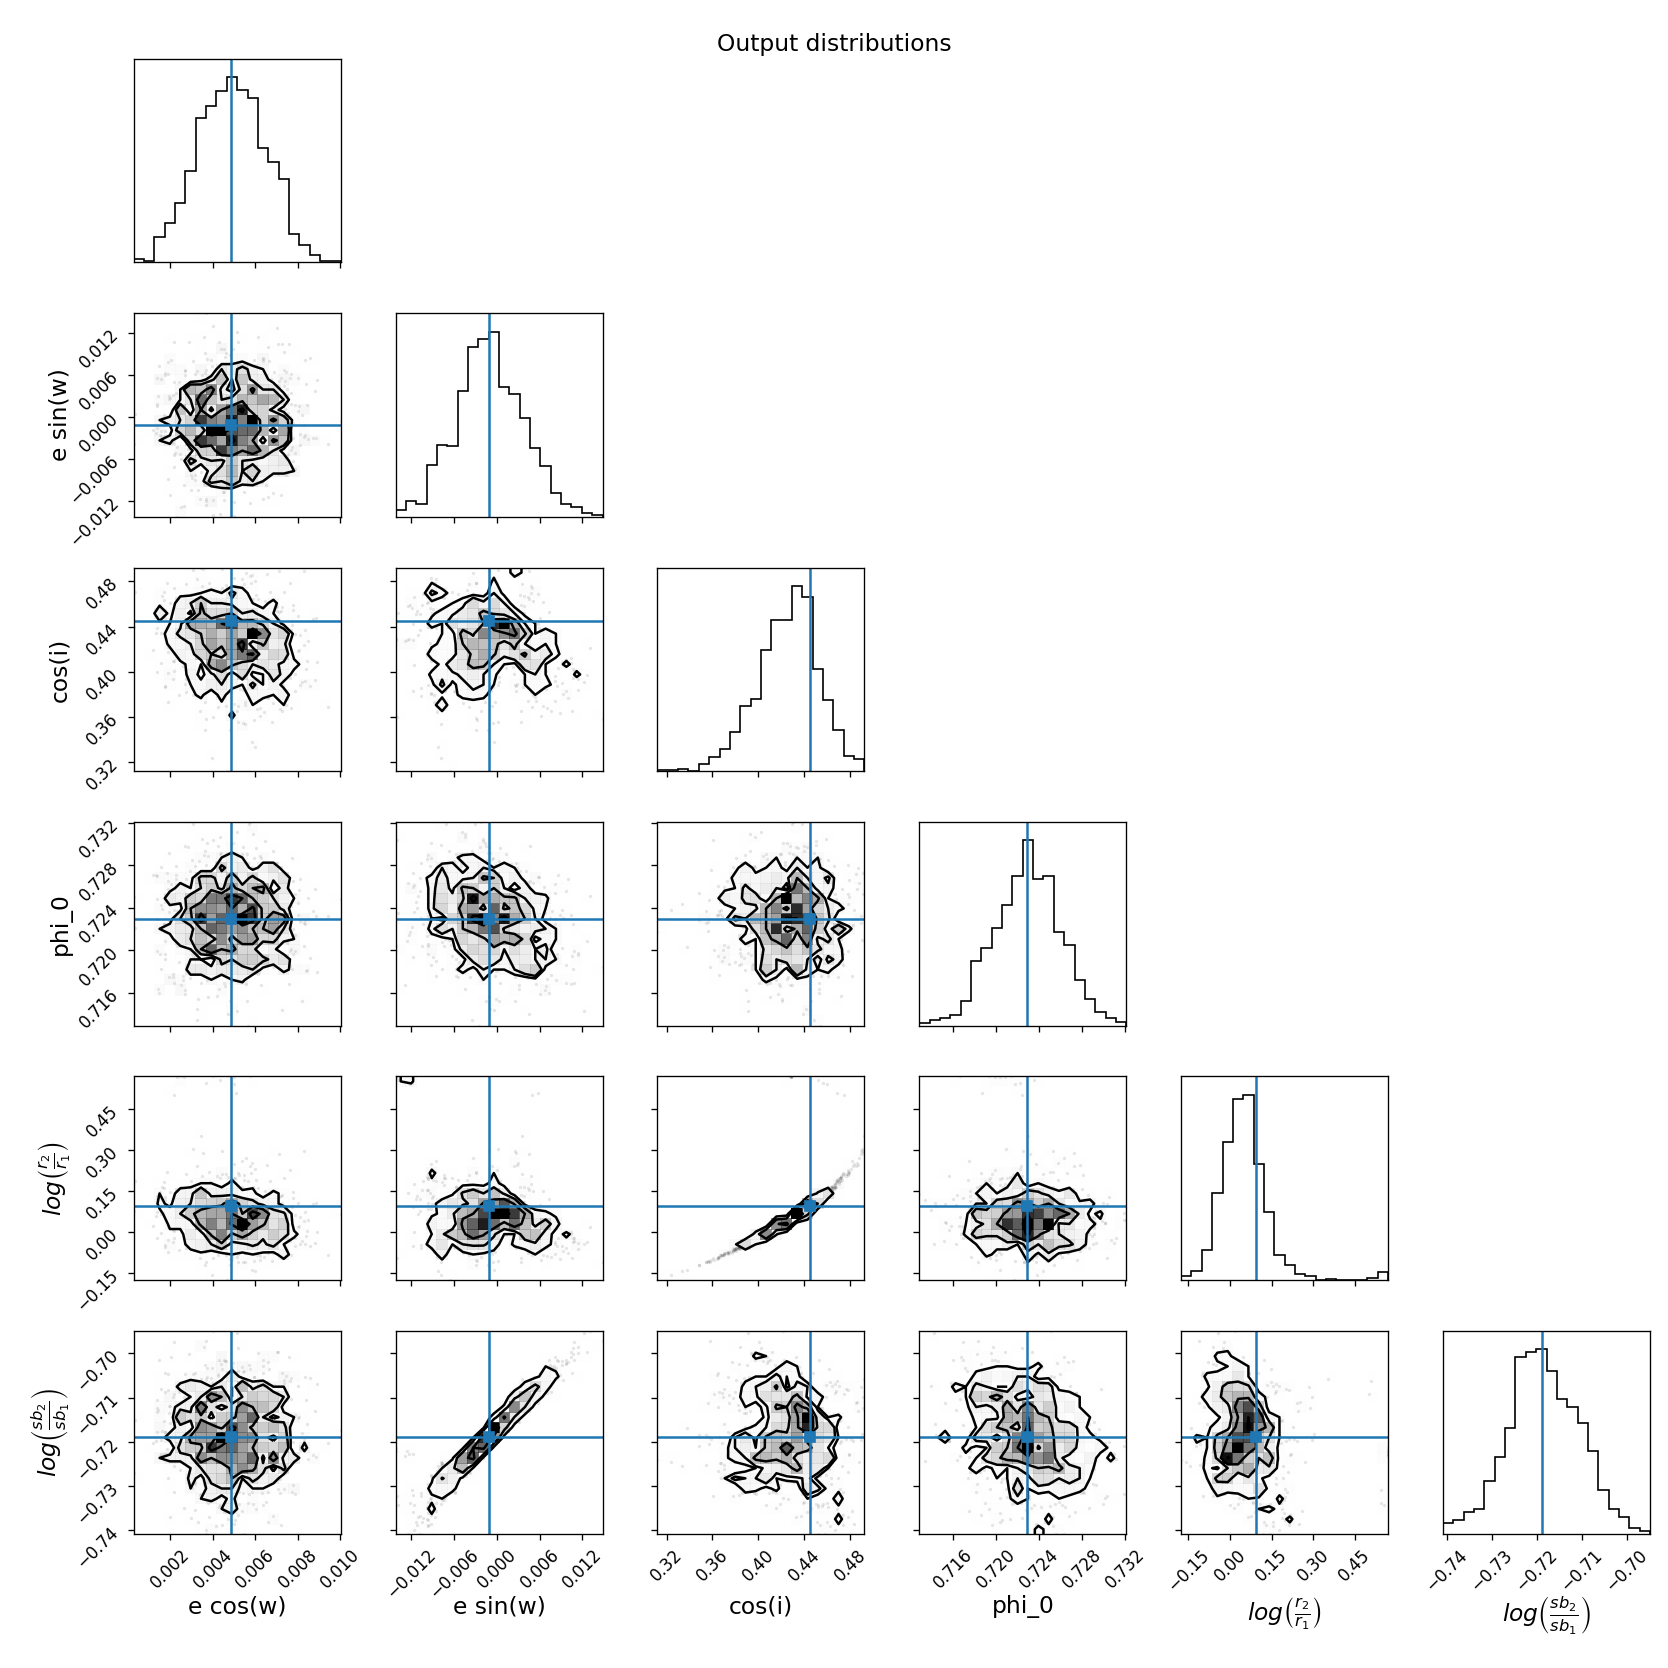 Output distributions
e sin(w)
0.012
0.006
0.000
−0.006
−0.012
cos(i)
0.48
0.44
0.40
0.36
0.32
phi_0
0.732
0.728
0.724
0.720
0.716
log(r2/r1)
0.45
0.30
0.15
0.00
−0.15
log(sb2/sb1)
−0.70
−0.71
−0.72
−0.73
−0.74
0.002 0.004 0.006 0.008 0.010
−0.012 −0.006 0.000 0.006 0.012
0.32 0.36 0.40 0.44 0.48
0.716 0.720 0.724 0.728 0.732
−0.15 0.00 0.15 0.30 0.45
−0.74 −0.73 −0.72 −0.71 −0.70
e cos(w)
e sin(w)
cos(i)
phi_0
log(r2/r1)
log(sb2/sb1)